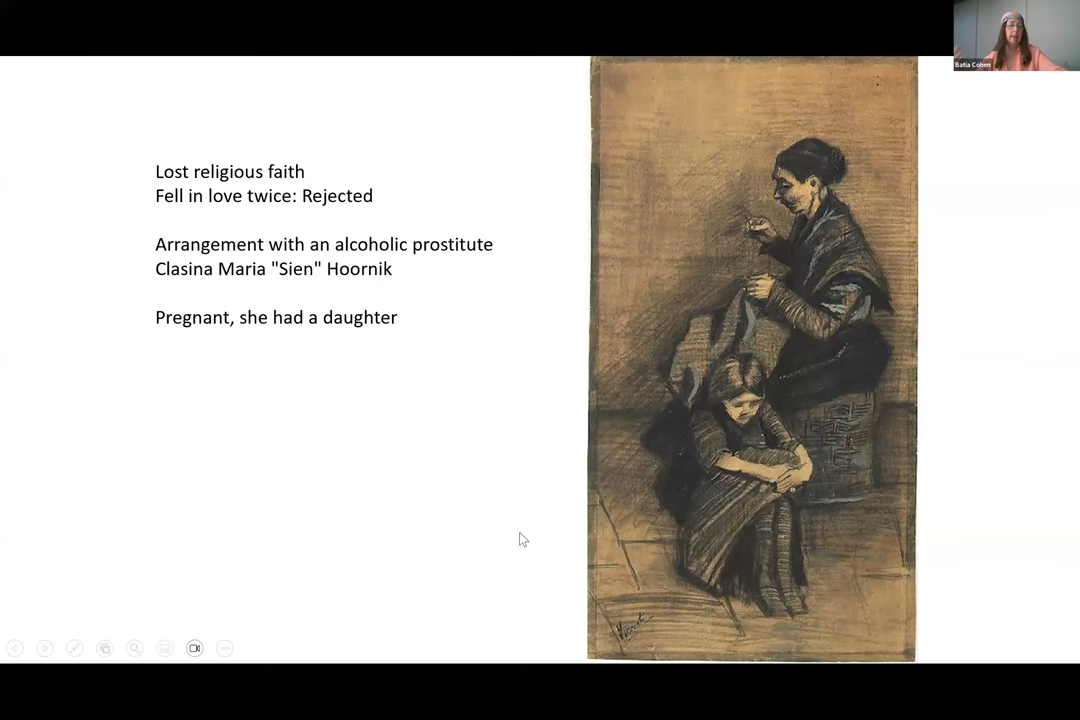 Batia Cohen
Lost religious faith
Fell in love twice: Rejected
Arrangement with an alcoholic prostitute
Clasina Maria "Sien" Hoornik
Pregnant, she had a daughter
Vincent